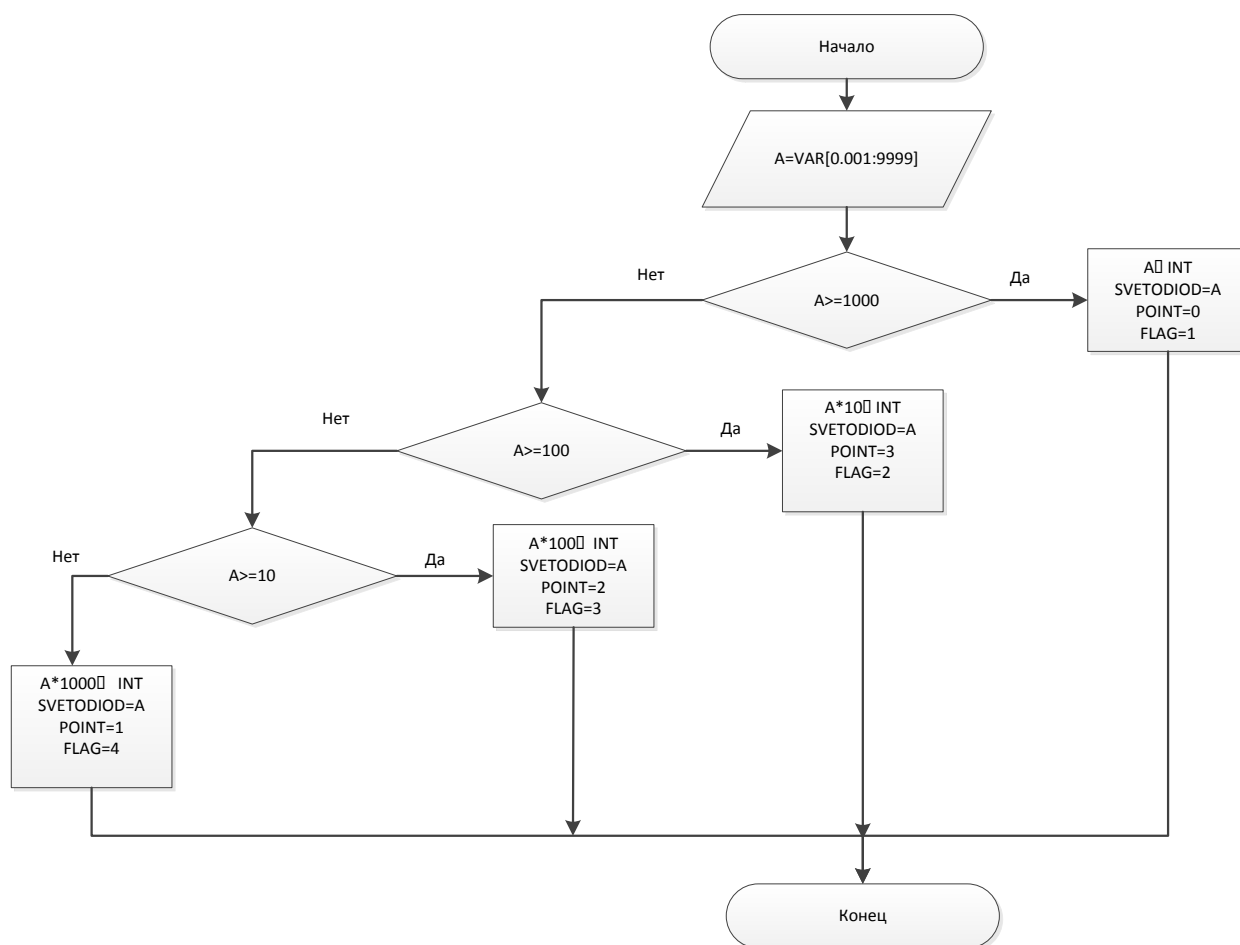 Начало
A=VAR[0.001:9999]
A>=1000
Нет
Да
A▯ INT
SVETODIOD=A
POINT=0
FLAG=1
A>=100
Нет
Да
A*10▯ INT
SVETODIOD=A
POINT=3
FLAG=2
A>=10
Нет
Да
A*100▯ INT
SVETODIOD=A
POINT=2
FLAG=3
A*1000▯ INT
SVETODIOD=A
POINT=1
FLAG=4
Конец